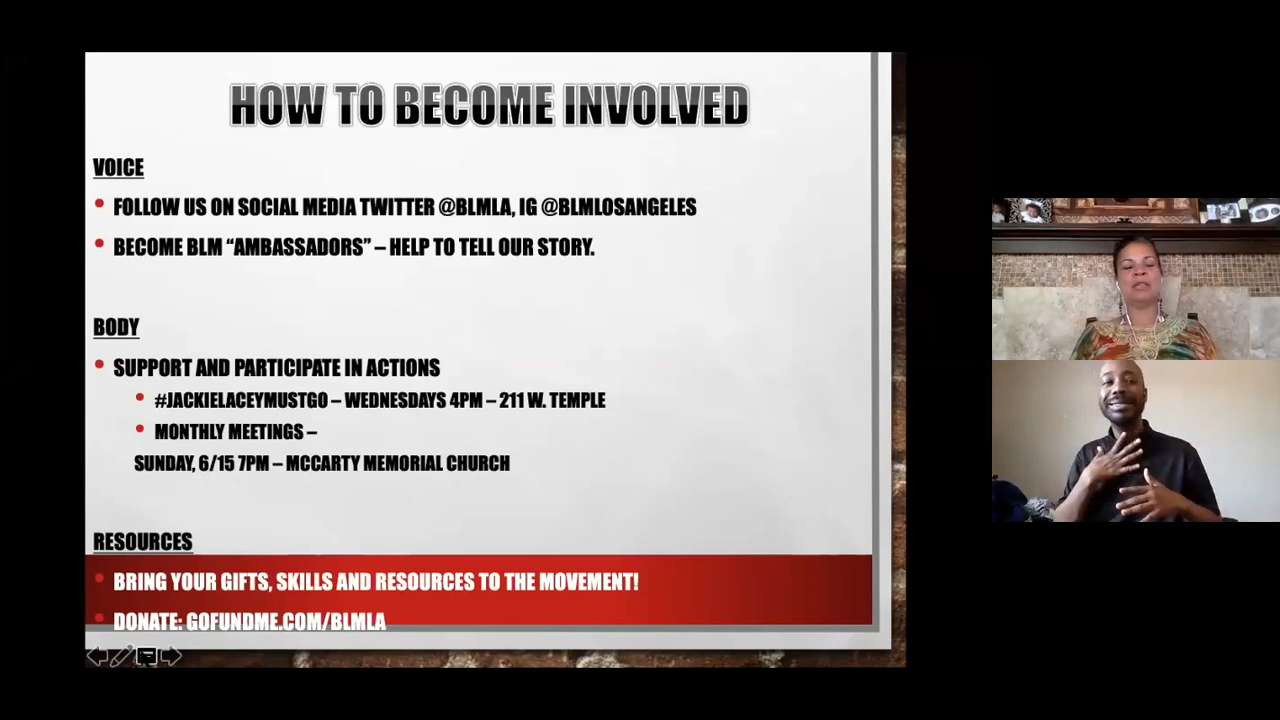 HOW TO BECOME INVOLVED
VOICE
• FOLLOW US ON SOCIAL MEDIA TWITTER @BLMLA, IG @BLMLOSANGELES
• BECOME BLM “AMBASSADORS” – HELP TO TELL OUR STORY.
BODY
• SUPPORT AND PARTICIPATE IN ACTIONS
• #JACKIELACEYMUSTGO – WEDNESDAYS 4PM – 211 W. TEMPLE
• MONTHLY MEETINGS –
SUNDAY, 6/15 7PM – MCCARTY MEMORIAL CHURCH
RESOURCES
• BRING YOUR GIFTS, SKILLS AND RESOURCES TO THE MOVEMENT!
• DONATE: GOFUNDME.COM/BLMLA